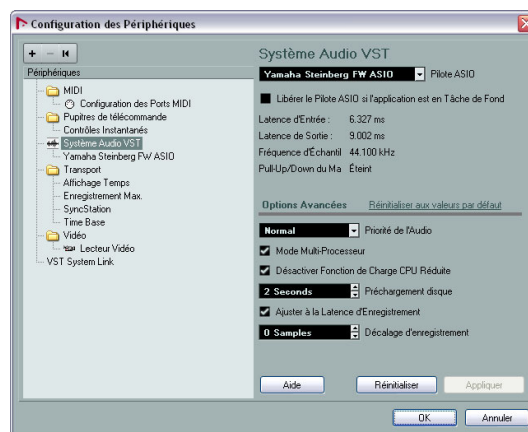 Configuration des Périphériques
Périphériques
MIDI
Configuration des Ports MIDI
Pupitres de télécommande
Contrôles Instantanés
Système Audio VST
Yamaha Steinberg FW ASIO
Transport
Affichage Temps
Enregistrement Max.
SyncStation
Time Base
Vidéo
Lecteur Vidéo
VST System Link
Système Audio VST
Yamaha Steinberg FW ASIO Pilote ASIO
Libérer le Pilote ASIO si l'application est en Tâche de Fond
Latence d'Entrée : 6.327 ms
Latence de Sortie : 9.002 ms
Fréquence d'Échantil 44.100 kHz
Pull-Up/Down du Ma Éteint
Options Avancées Réinitialiser aux valeurs par défaut
Normal Priorité de l'Audio
Mode Multi-Processeur
Désactiver Fonction de Charge CPU Réduite
2 Seconds Préchargement disque
Ajuster à la Latence d'Enregistrement
0 Samples Décalage d'enregistrement
Aide Réinitialiser Appliquer
OK Annuler